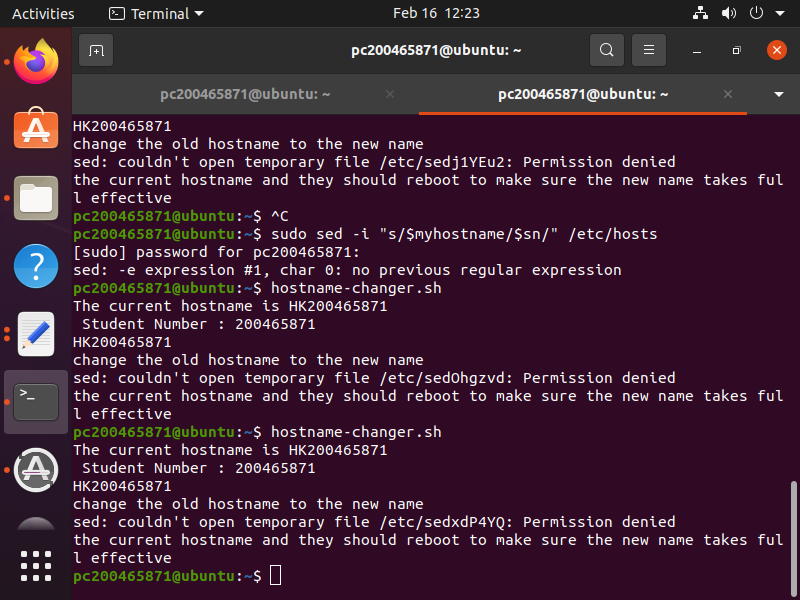 Activities Terminal Feb 16 12:23
pc200465871@ubuntu: ~
pc200465871@ubuntu: ~ pc200465871@ubuntu: ~
HK200465871
change the old hostname to the new name
sed: couldn't open temporary file /etc/sedj1YEu2: Permission denied
the current hostname and they should reboot to make sure the new name takes ful
l effective
pc200465871@ubuntu:~$ ^C
pc200465871@ubuntu:~$ sudo sed -i "s/$myhostname/$sn/" /etc/hosts
[sudo] password for pc200465871:
sed: -e expression #1, char 0: no previous regular expression
pc200465871@ubuntu:~$ hostname-changer.sh
The current hostname is HK200465871
 Student Number : 200465871
HK200465871
change the old hostname to the new name
sed: couldn't open temporary file /etc/sedOhgzvd: Permission denied
the current hostname and they should reboot to make sure the new name takes ful
l effective
pc200465871@ubuntu:~$ hostname-changer.sh
The current hostname is HK200465871
 Student Number : 200465871
HK200465871
change the old hostname to the new name
sed: couldn't open temporary file /etc/sedxdP4YQ: Permission denied
the current hostname and they should reboot to make sure the new name takes ful
l effective
pc200465871@ubuntu:~$